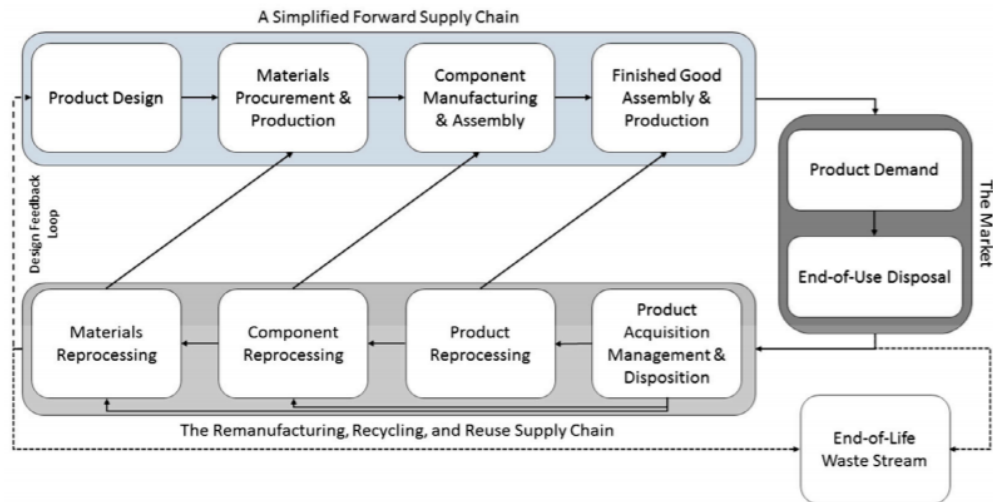 A Simplified Forward Supply Chain
Product Design
Materials
Procurement &
Production
Component
Manufacturing
& Assembly
Finished Good
Assembly &
Production
Product Demand
End-of-Use Disposal
The Market
Design Feedback
Loop
Materials
Reprocessing
Component
Reprocessing
Product
Reprocessing
Product
Acquisition
Management &
Disposition
The Remanufacturing, Recycling, and Reuse Supply Chain
End-of-Life
Waste Stream